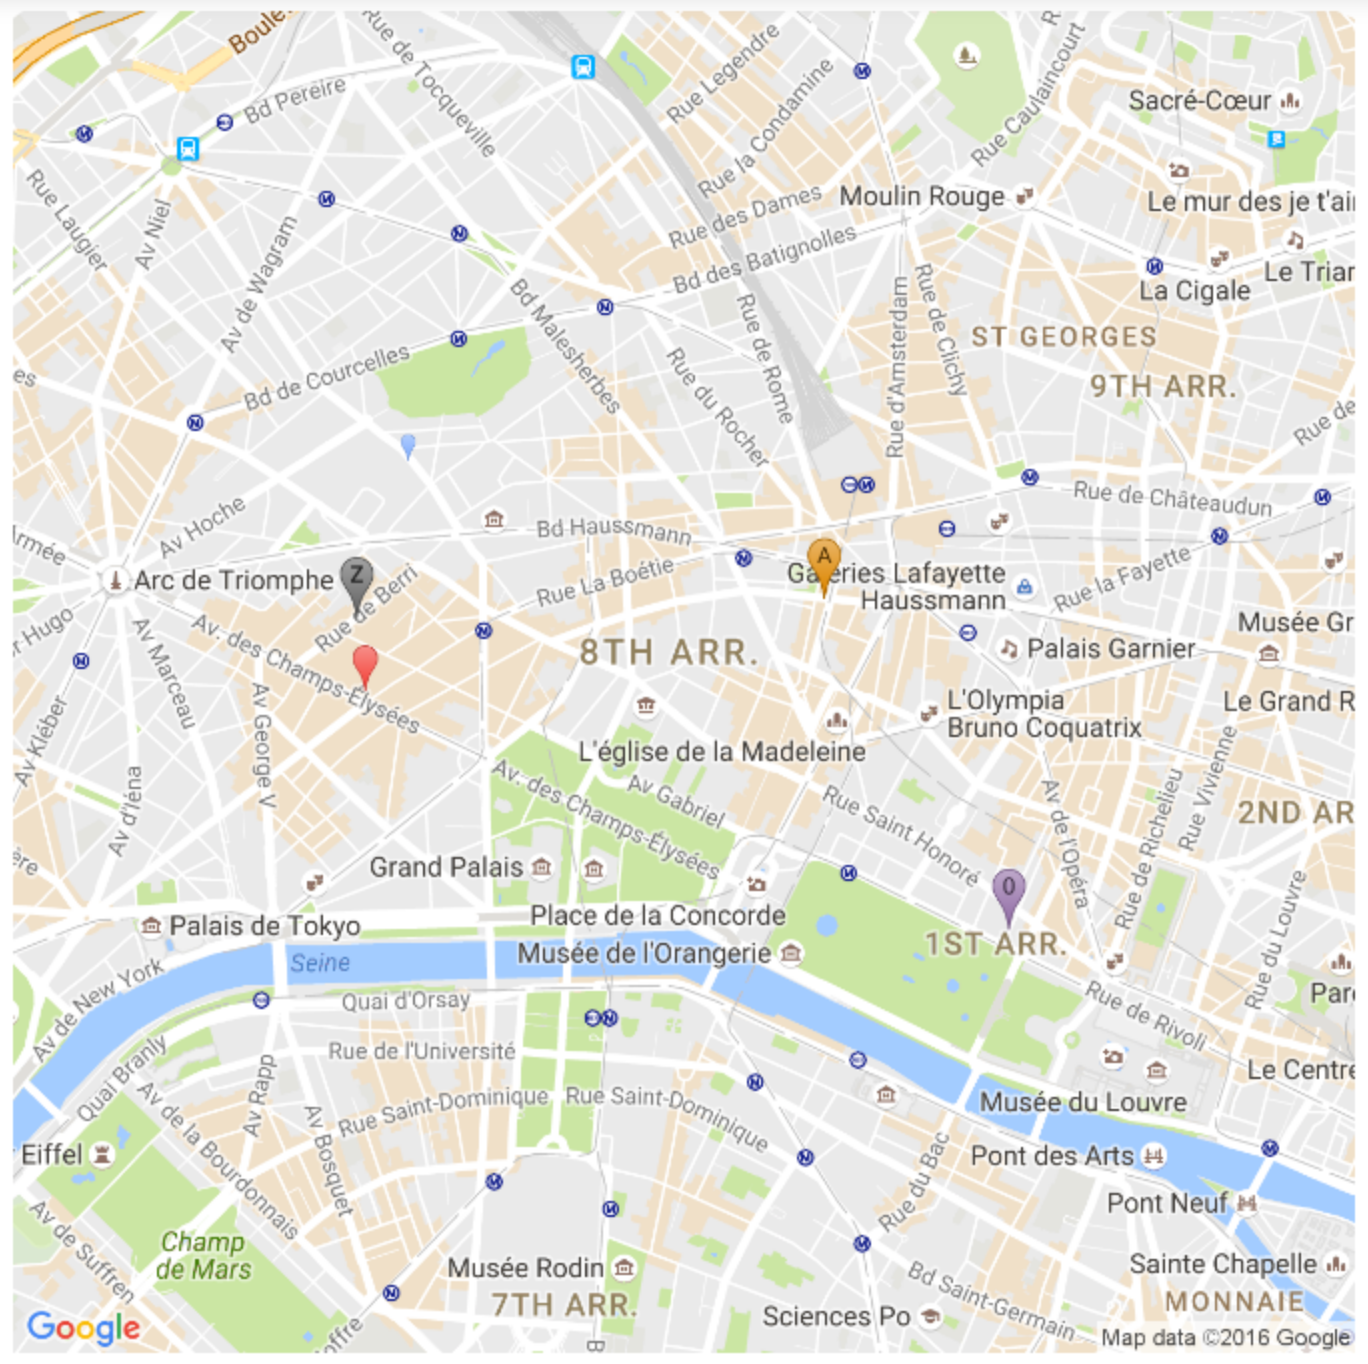 Boule
Rue de Tocqueville
Rue Legendre
Bd Pereire
Rue la Condamine
Rue Caulaincourt
Sacré-Cœur
Rue Laugier
Av Niel
Av de Wagram
Rue des Dames
Moulin Rouge
Le mur des je t'ai
Bd des Batignolles
Le Trian
La Cigale
Bd Malesherbes
Rue de Rome
Rue d'Amsterdam
Rue de Clichy
ST GEORGES
Bd de Courcelles
Rue du Rocher
9TH ARR.
Rue de
es
Av Hoche
Bd Haussmann
Rue de Châteaudun
Armée
Arc de Triomphe
Z
Rue de Berri
Rue La Boétie
A
Galeries Lafayette
Haussmann
Rue la Fayette
r Hugo
Av Marceau
Av. des Champs-Élysées
8TH ARR.
Palais Garnier
Musée Gr
Av Kléber
Av George V
L'Olympia
Bruno Coquatrix
Le Grand R
L'église de la Madeleine
Av d'Iéna
Av. des Champs-Élysées
Av Gabriel
Rue Saint Honoré
Av de l'Opéra
Rue de Richelieu
Rue Vivienne
2ND AR
ère
Grand Palais
0
Palais de Tokyo
Place de la Concorde
1ST ARR.
Rue du Louvre
Seine
Musée de l'Orangerie
Av de New York
Quai d'Orsay
Rue de Rivoli
Par
Quai Branly
Rue de l'Université
Le Centre
Av Rapp
Av de la Bourdonnais
Av Bosquet
Rue Saint-Dominique
Rue Saint-Dominique
Musée du Louvre
Eiffel
Rue du Bac
Pont des Arts
Pont Neuf
Av de Suffren
Champ
de Mars
Musée Rodin
7TH ARR.
Bd Saint-Germain
Sainte Chapelle
MONNAIE
Sciences Po
offre
B
Google
Map data ©2016 Google